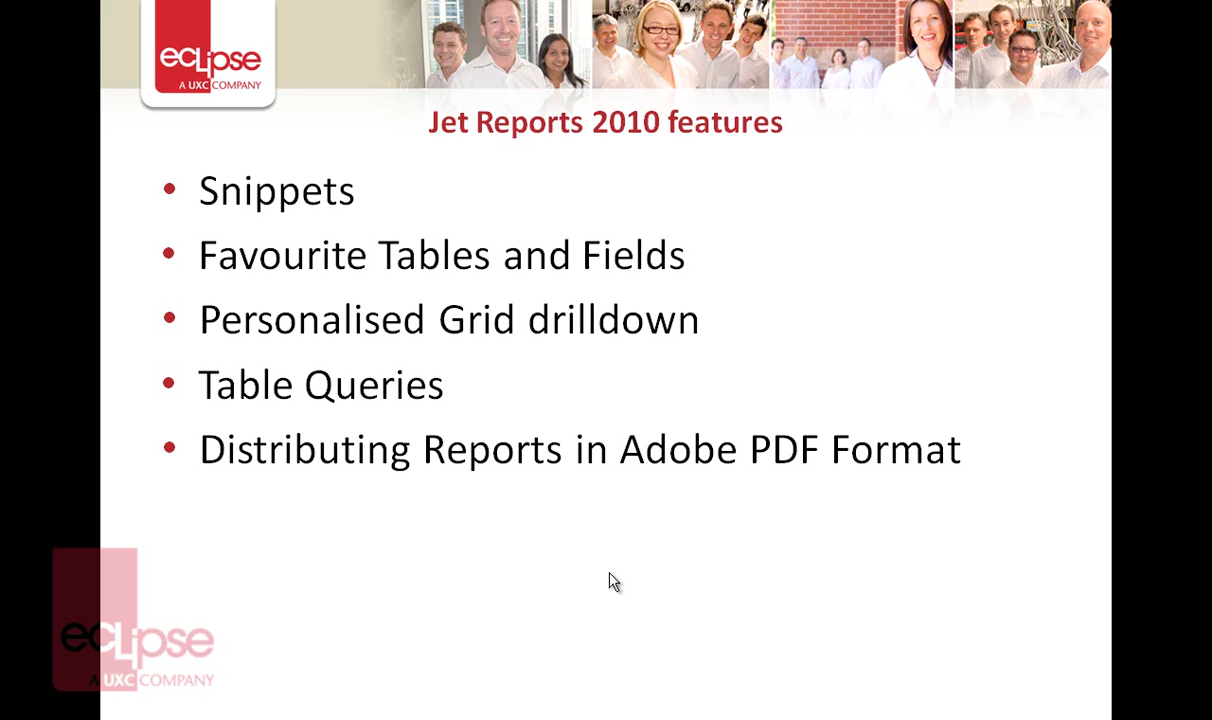 eclipse
A UXC COMPANY
Jet Reports 2010 features
Snippets
Favourite Tables and Fields
Personalised Grid drilldown
Table Queries
Distributing Reports in Adobe PDF Format
eclipse
A UXC COMPANY